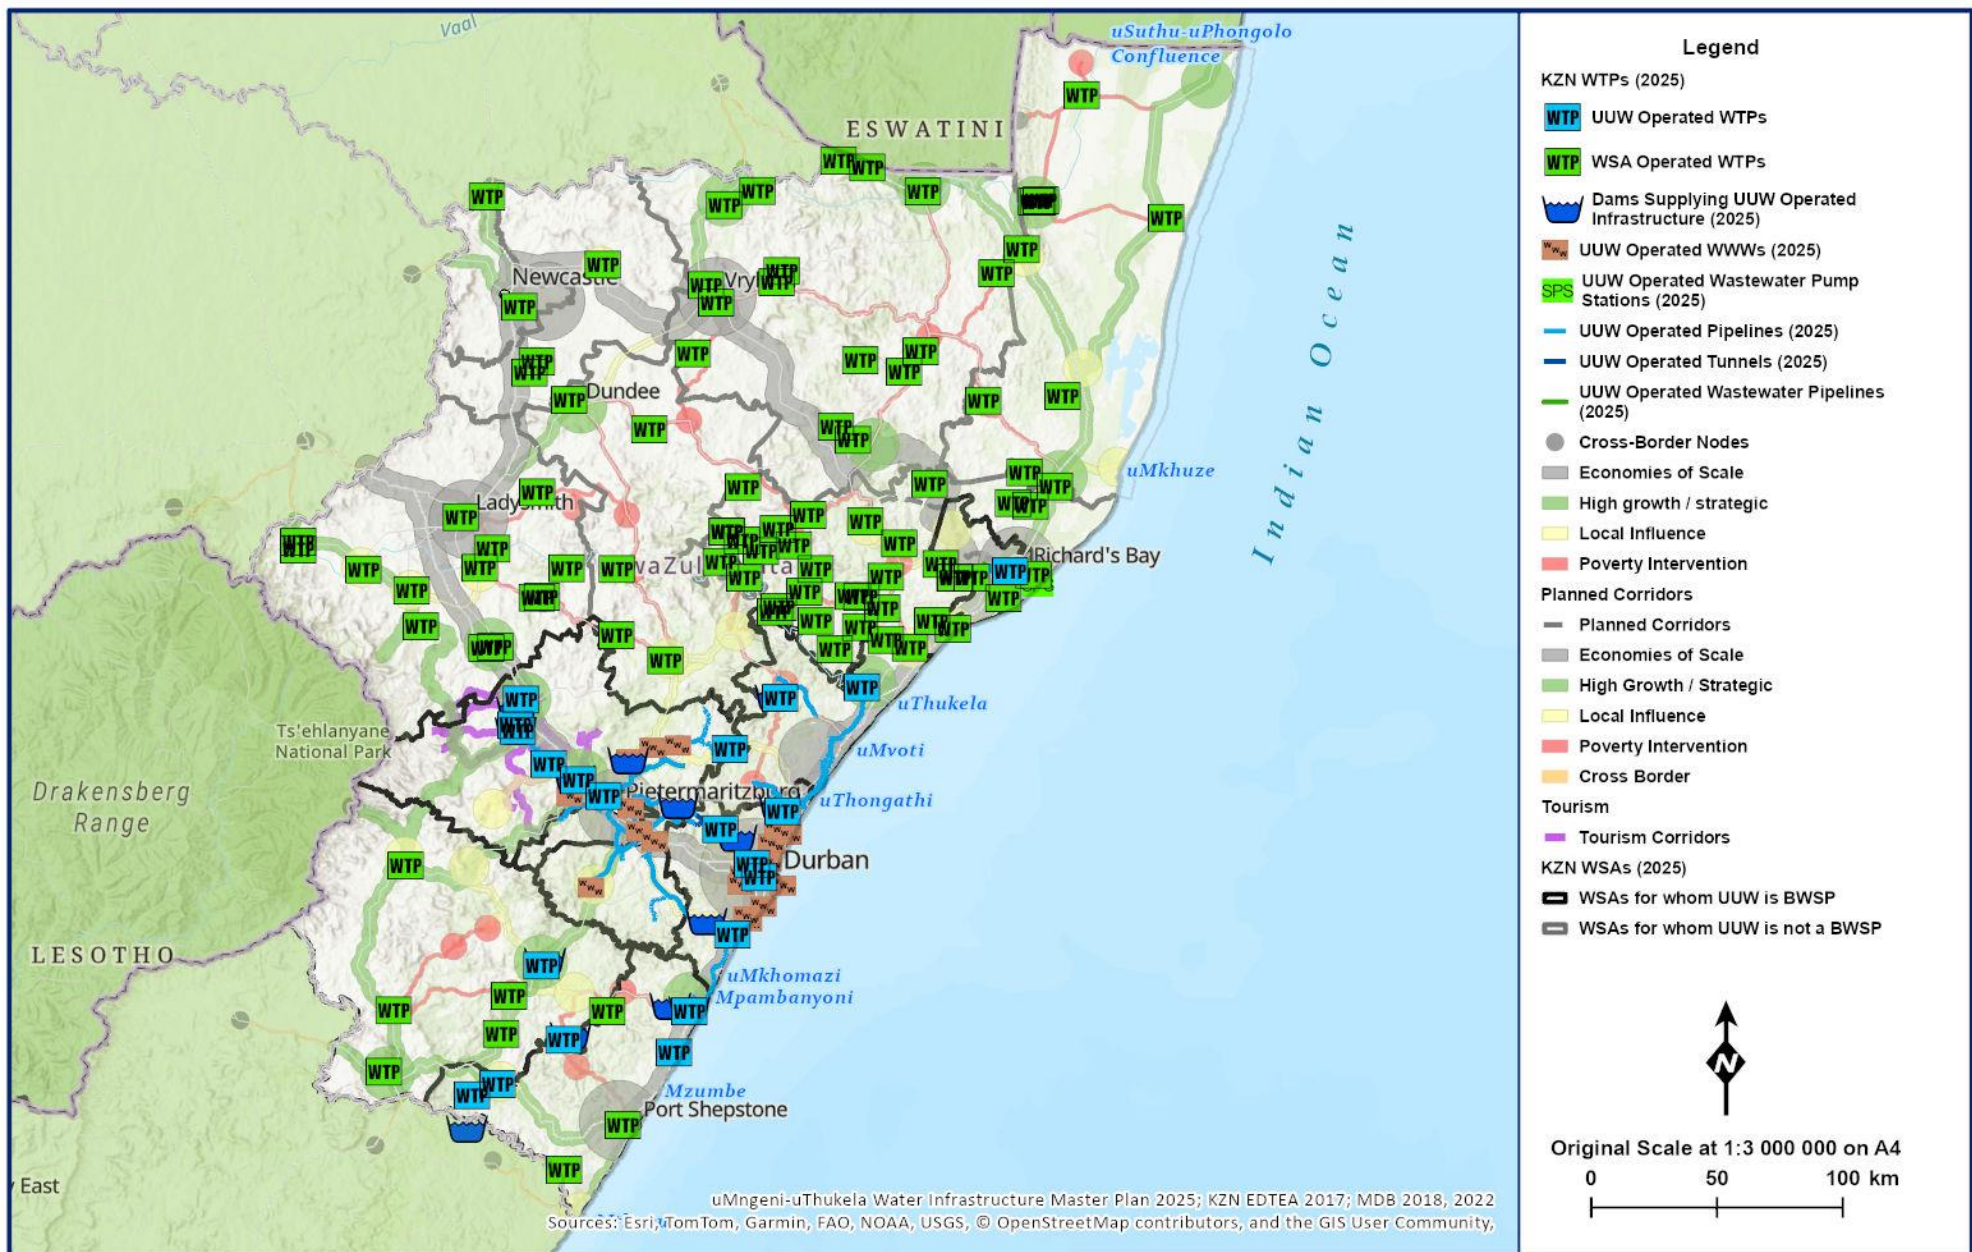 Vaal
uSuthu-uPhongolo
Confluence
ESWATINI
Newcastle
Dundee
Indian Ocean
uMkhuze
Ladysmith
Richard's Bay
Ts'ehlanyane
National Park
uThukela
uMvoti
Drakensberg
Range
Pietermaritzburg
uThongathi
Durban
LESOTHO
uMkhomazi
Mpambanyoni
Mzumbe
Port Shepstone
East
WTP
SPS
uMngeni-uThukela Water Infrastructure Master Plan 2025; KZN EDTEA 2017; MDB 2018, 2022
Sources: Esri, TomTom, Garmin, FAO, NOAA, USGS, © OpenStreetMap contributors, and the GIS User Community,
Legend
KZN WTPs (2025)
WTP UUW Operated WTPs
WTP WSA Operated WTPs
Dams Supplying UUW Operated
Infrastructure (2025)
WWW UUW Operated WWWs (2025)
SPS UUW Operated Wastewater Pump
Stations (2025)
UUW Operated Pipelines (2025)
UUW Operated Tunnels (2025)
UUW Operated Wastewater Pipelines
(2025)
Cross-Border Nodes
Economies of Scale
High growth / strategic
Local Influence
Poverty Intervention
Planned Corridors
Planned Corridors
Economies of Scale
High Growth / Strategic
Local Influence
Poverty Intervention
Cross Border
Tourism
Tourism Corridors
KZN WSAs (2025)
WSAs for whom UUW is BWSP
WSAs for whom UUW is not a BWSP
N
Original Scale at 1:3 000 000 on A4
0 50 100 km